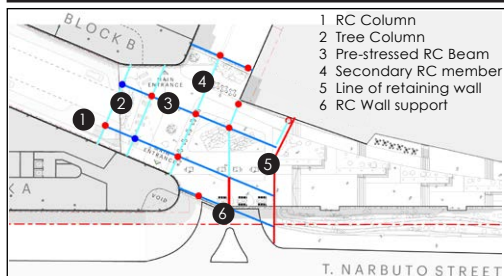 BLOCK B
1 RC Column
2 Tree Column
3 Pre-stressed RC Beam
4 Secondary RC member
5 Line of retaining wall
6 RC Wall support
MAIN
ENTRANCE
4
2
3
1
ENTRANCE
5
K A
VOID
6
T. NARBUTO STREET